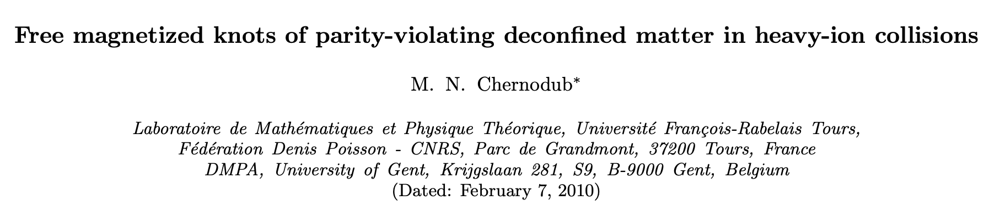 Free magnetized knots of parity-violating deconfined matter in heavy-ion collisions
M. N. Chernodub*
Laboratoire de Mathématiques et Physique Théorique, Université François-Rabelais Tours,
Fédération Denis Poisson - CNRS, Parc de Grandmont, 37200 Tours, France
DMPA, University of Gent, Krijgslaan 281, S9, B-9000 Gent, Belgium
(Dated: February 7, 2010)